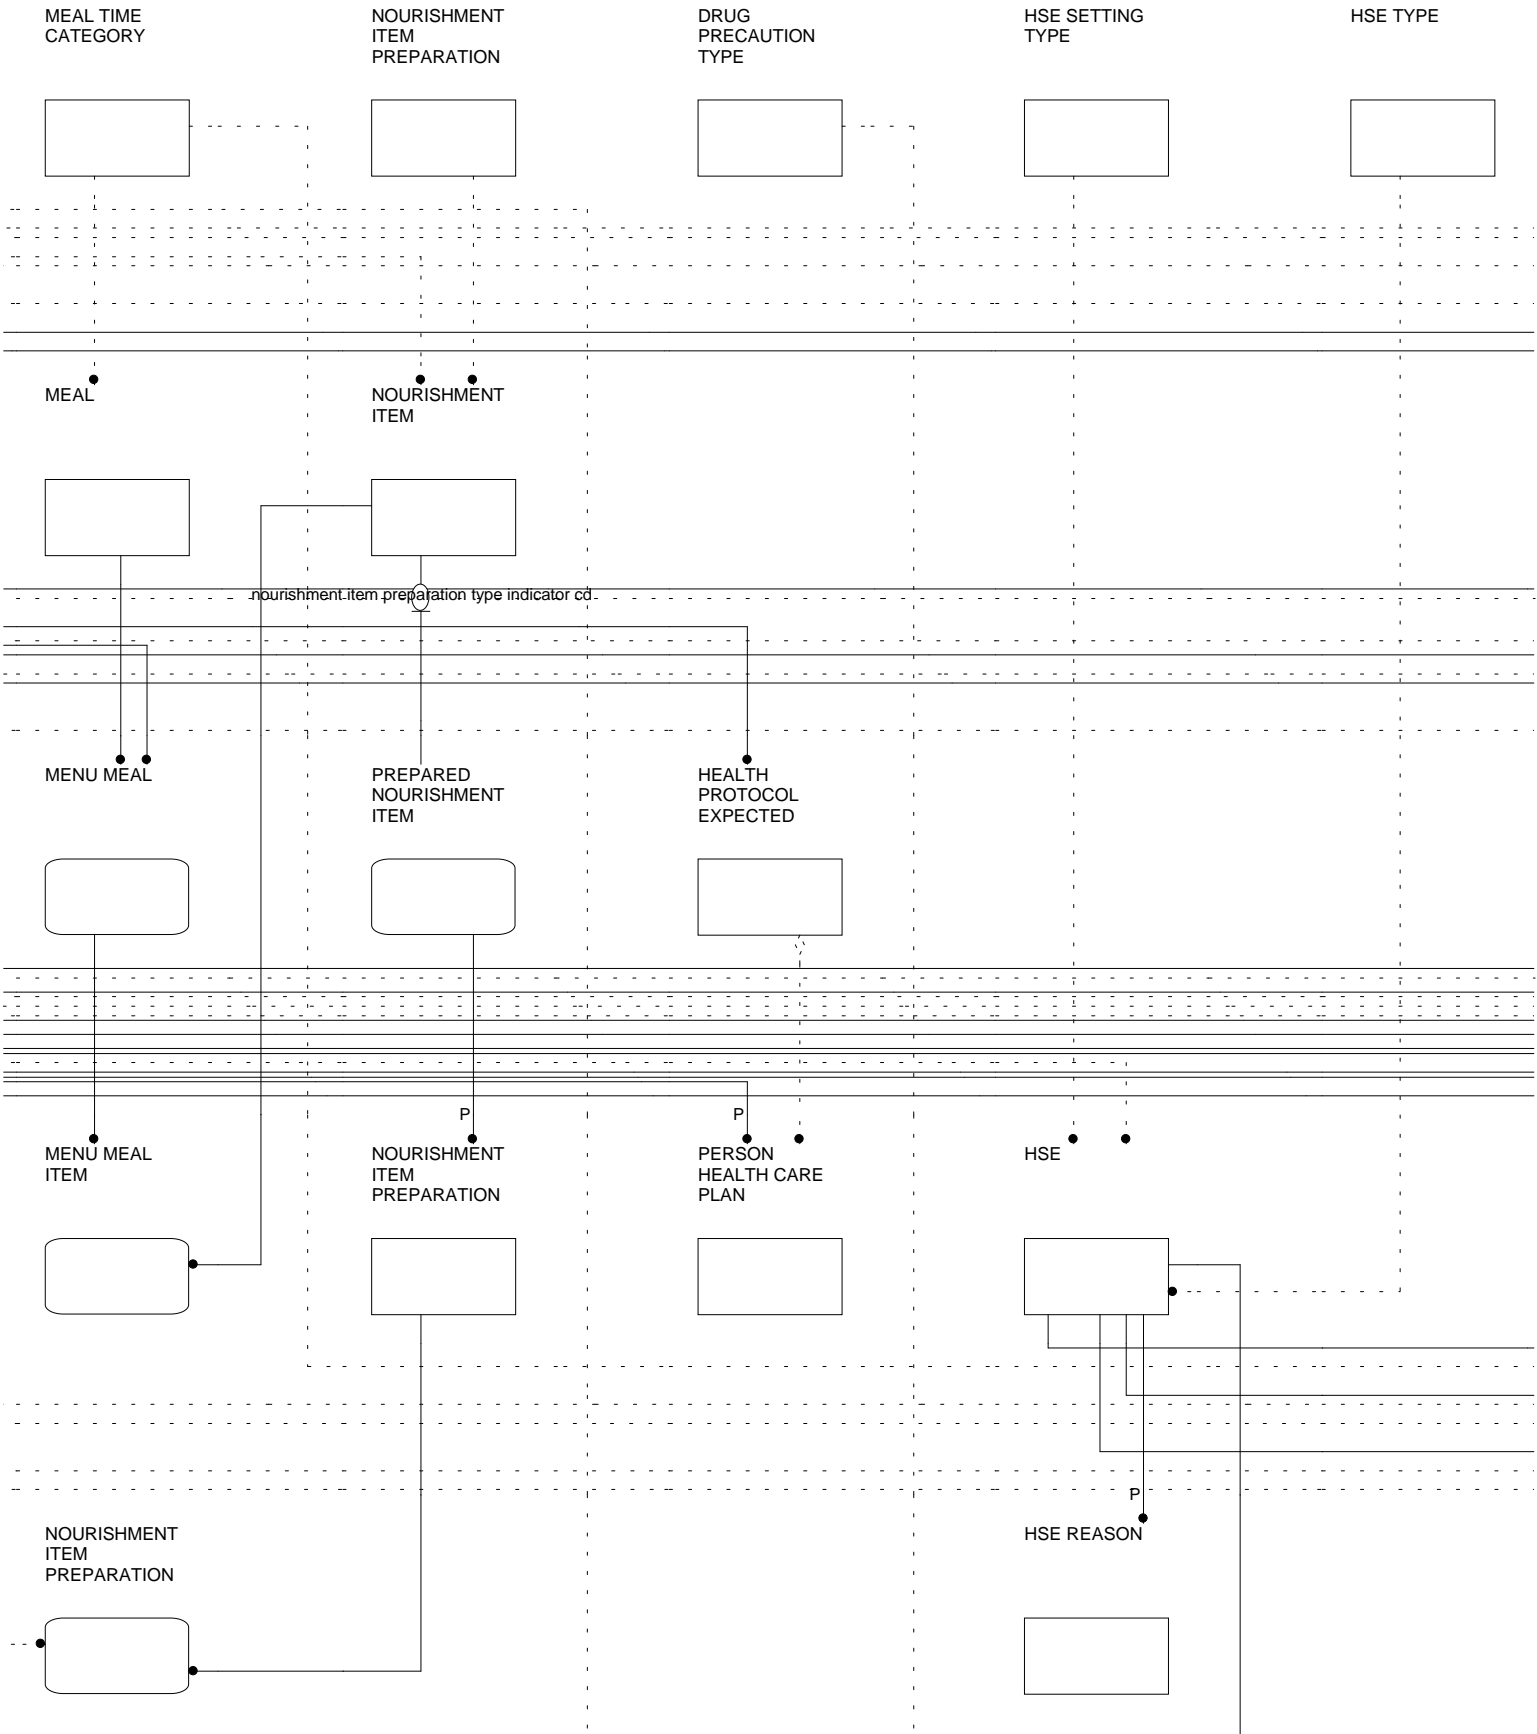 MEAL TIME
CATEGORY
NOURISHMENT
ITEM
PREPARATION
DRUG
PRECAUTION
TYPE
HSE SETTING
TYPE
HSE TYPE
MEAL
NOURISHMENT
ITEM
nourishment item preparation type indicator cd
MENU MEAL
PREPARED
NOURISHMENT
ITEM
HEALTH
PROTOCOL
EXPECTED
P
P
MENU MEAL
ITEM
NOURISHMENT
ITEM
PREPARATION
PERSON
HEALTH CARE
PLAN
HSE
P
NOURISHMENT
ITEM
PREPARATION
HSE REASON